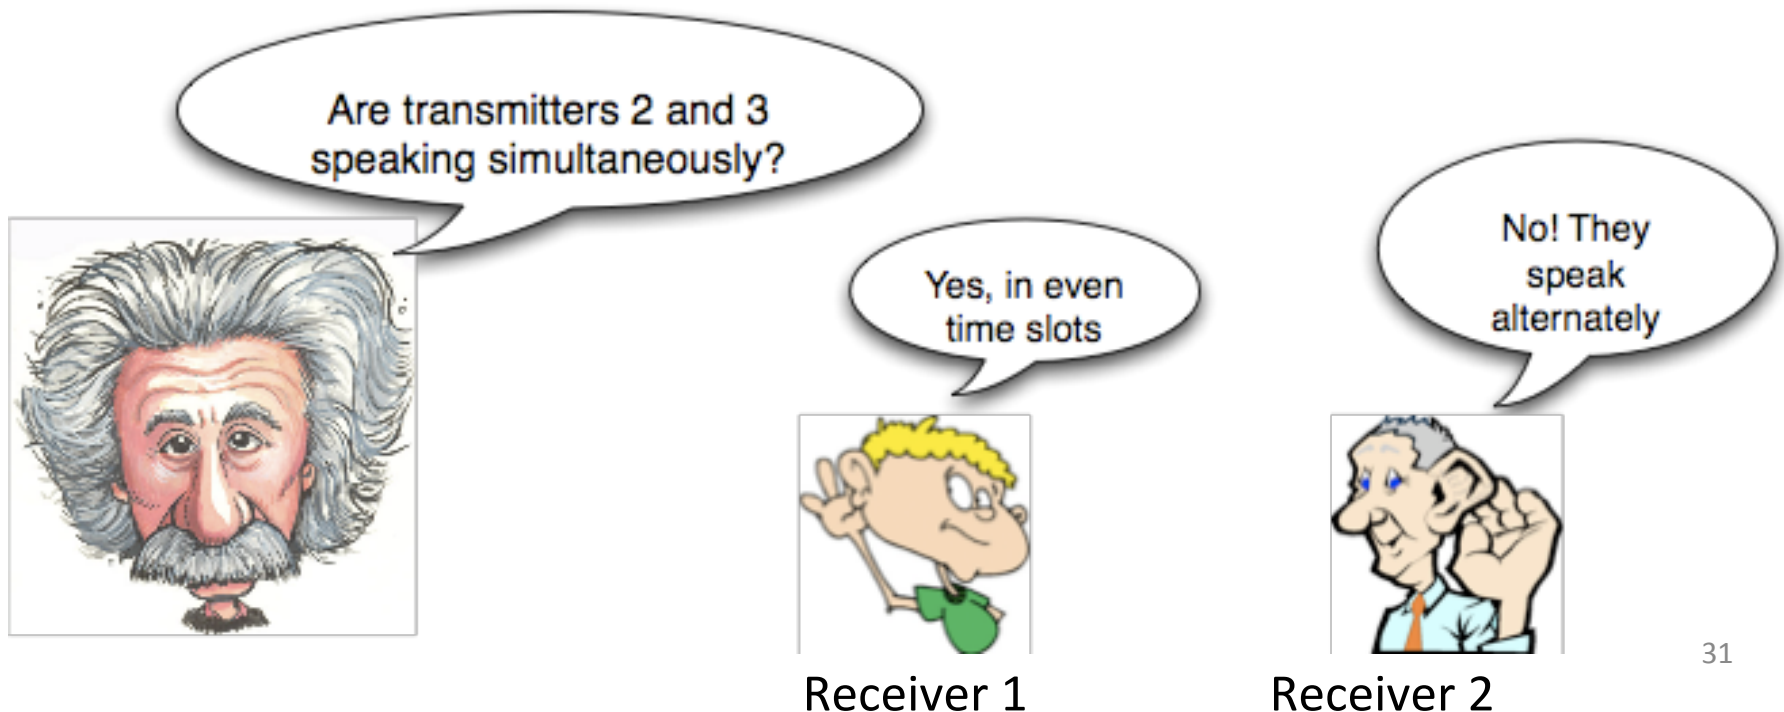 Are transmitters 2 and 3
speaking simultaneously?
Yes, in even
time slots
No! They
speak
alternately
Receiver 1
Receiver 2
31